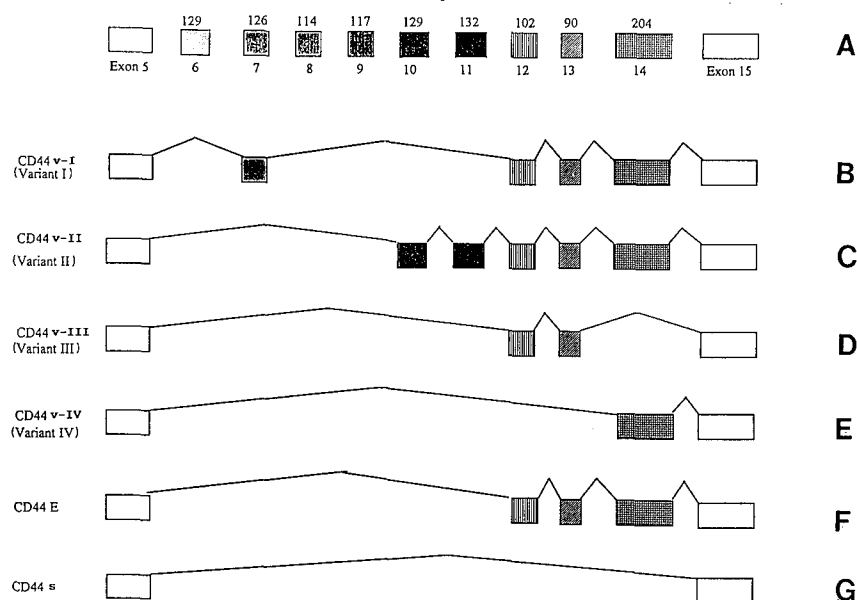 129 126 114 117 129 132 102 90 204
A
Exon 5 6 7 8 9 10 11 12 13 14 Exon 15
CD44 v-I
(Variant I)
B
CD44 v-II
(Variant II)
C
CD44 v-III
(Variant III)
D
CD44 v-IV
(Variant IV)
E
CD44 E
F
CD44 s
G